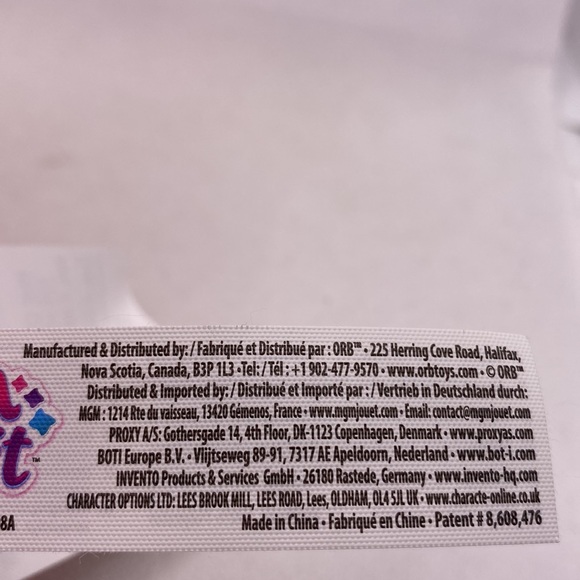 Manufactured & Distributed by: / Fabriqué et Distribué par : ORB™ • 225 Herring Cove Road, Halifax,
Nova Scotia, Canada, B3P 1L3 •Tel: / Tél : +1 902-477-9570 • www.orbtoys.com • © ORB™
Distributed & Imported by: / Distribué et Importé par : / Vertrieb in Deutschland durch:
MGM : 1214 Rte du vaisseau, 13420 Gémenos, France • www.mgmjouet.com • Email: contact@mgmjouet.com
PROXY A/S: Gothersgade 14, 4th Floor, DK-1123 Copenhagen, Denmark • www.proxyas.com
BOTI Europe B.V. • Vlijtseweg 89-91, 7317 AE Apeldoorn, Nederland • www.bot-i.com
INVENTO Products & Services GmbH • 26180 Rastede, Germany • www.invento-hq.com
CHARACTER OPTIONS LTD: LEES BROOK MILL, LEES ROAD, Lees, OLDHAM, OL4 5JL UK • www.characte-online.co.uk
8A
Made in China • Fabriqué en Chine • Patent # 8,608,476